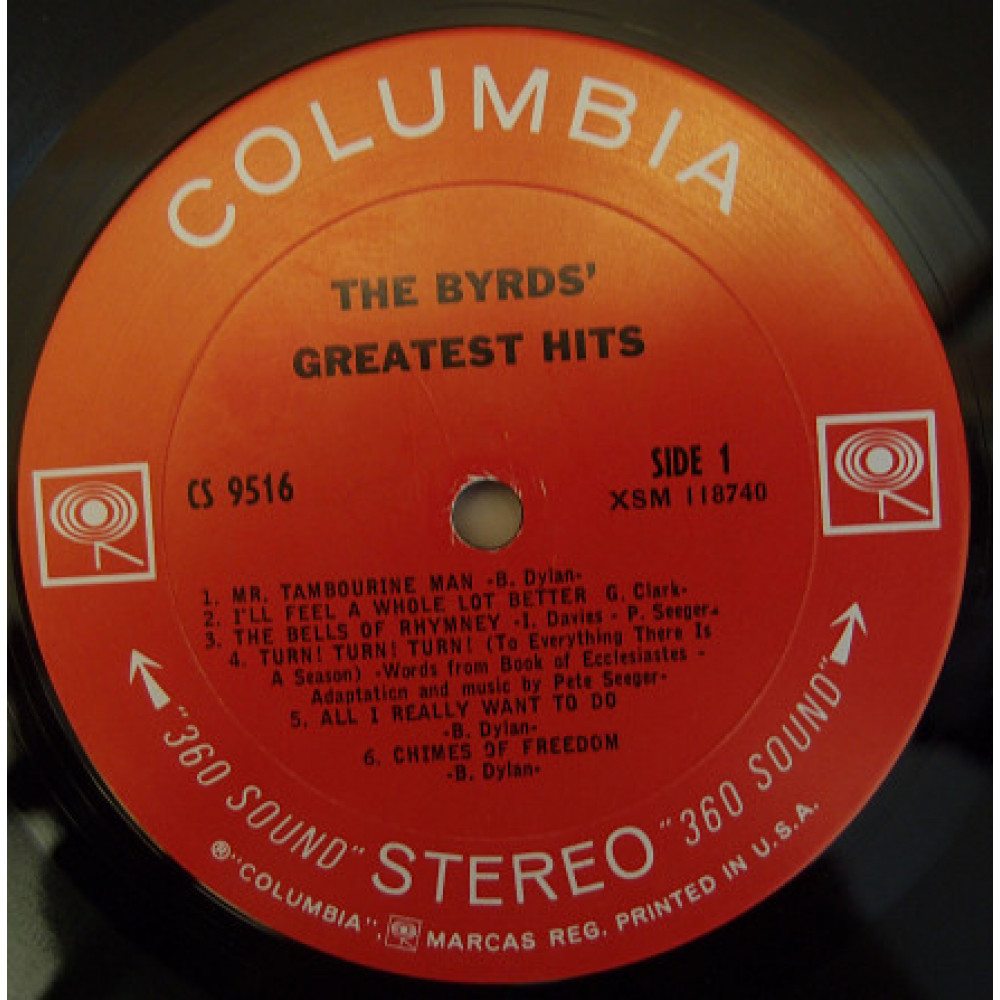 COLUMBIA
THE BYRDS'
GREATEST HITS
CS 9516
SIDE 1
XSM 118740
1. MR. TAMBOURINE MAN -B. Dylan-
2. I'LL FEEL A WHOLE LOT BETTER G. Clark-
3. THE BELLS OF RHYMNEY -I. Davies - P. Seeger-
4. TURN! TURN! TURN! (To Everything There Is
A Season) -Words from Book of Ecclesiastes -
Adaptation and music by Pete Seeger-
5. ALL I REALLY WANT TO DO
-B. Dylan-
6. CHIMES OF FREEDOM
-B. Dylan-
"360 SOUND" STEREO "360 SOUND"
®"COLUMBIA", MARCAS REG. PRINTED IN U.S.A.